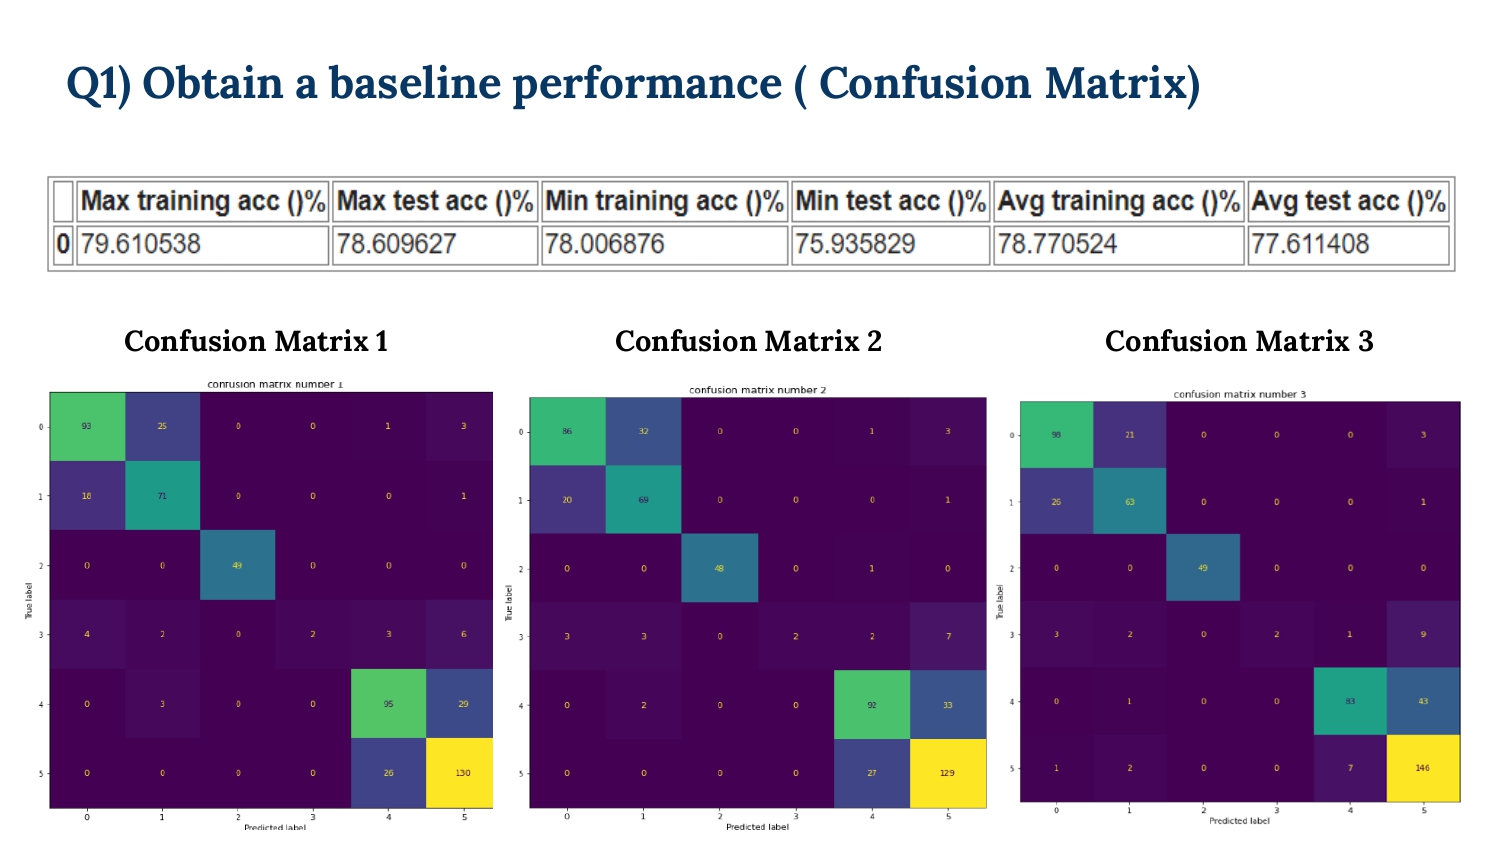 Q1) Obtain a baseline performance ( Confusion Matrix)
Max training acc ()% Max test acc ()% Min training acc ()% Min test acc ()% Avg training acc ()% Avg test acc ()%
0 79.610538 78.609627 78.006876 75.935829 78.770524 77.611408
Confusion Matrix 1
confusion matrix number 1
True label
0 93 25 0 0 1 3
1 18 71 0 0 0 1
2 0 0 49 0 0 0
3 4 2 0 2 3 6
4 0 3 0 0 95 29
5 0 0 0 0 26 130
0 1 2 3 4 5
Predicted label
Confusion Matrix 2
confusion matrix number 2
True label
0 86 32 0 0 1 3
1 20 69 0 0 0 1
2 0 0 48 0 1 0
3 3 3 0 2 2 7
4 0 2 0 0 92 33
5 0 0 0 0 27 129
0 1 2 3 4 5
Predicted label
Confusion Matrix 3
confusion matrix number 3
True label
0 98 21 0 0 0 3
1 26 63 0 0 0 1
2 0 0 49 0 0 0
3 3 2 0 2 1 9
4 0 1 0 0 83 43
5 1 2 0 0 7 146
0 1 2 3 4 5
Predicted label